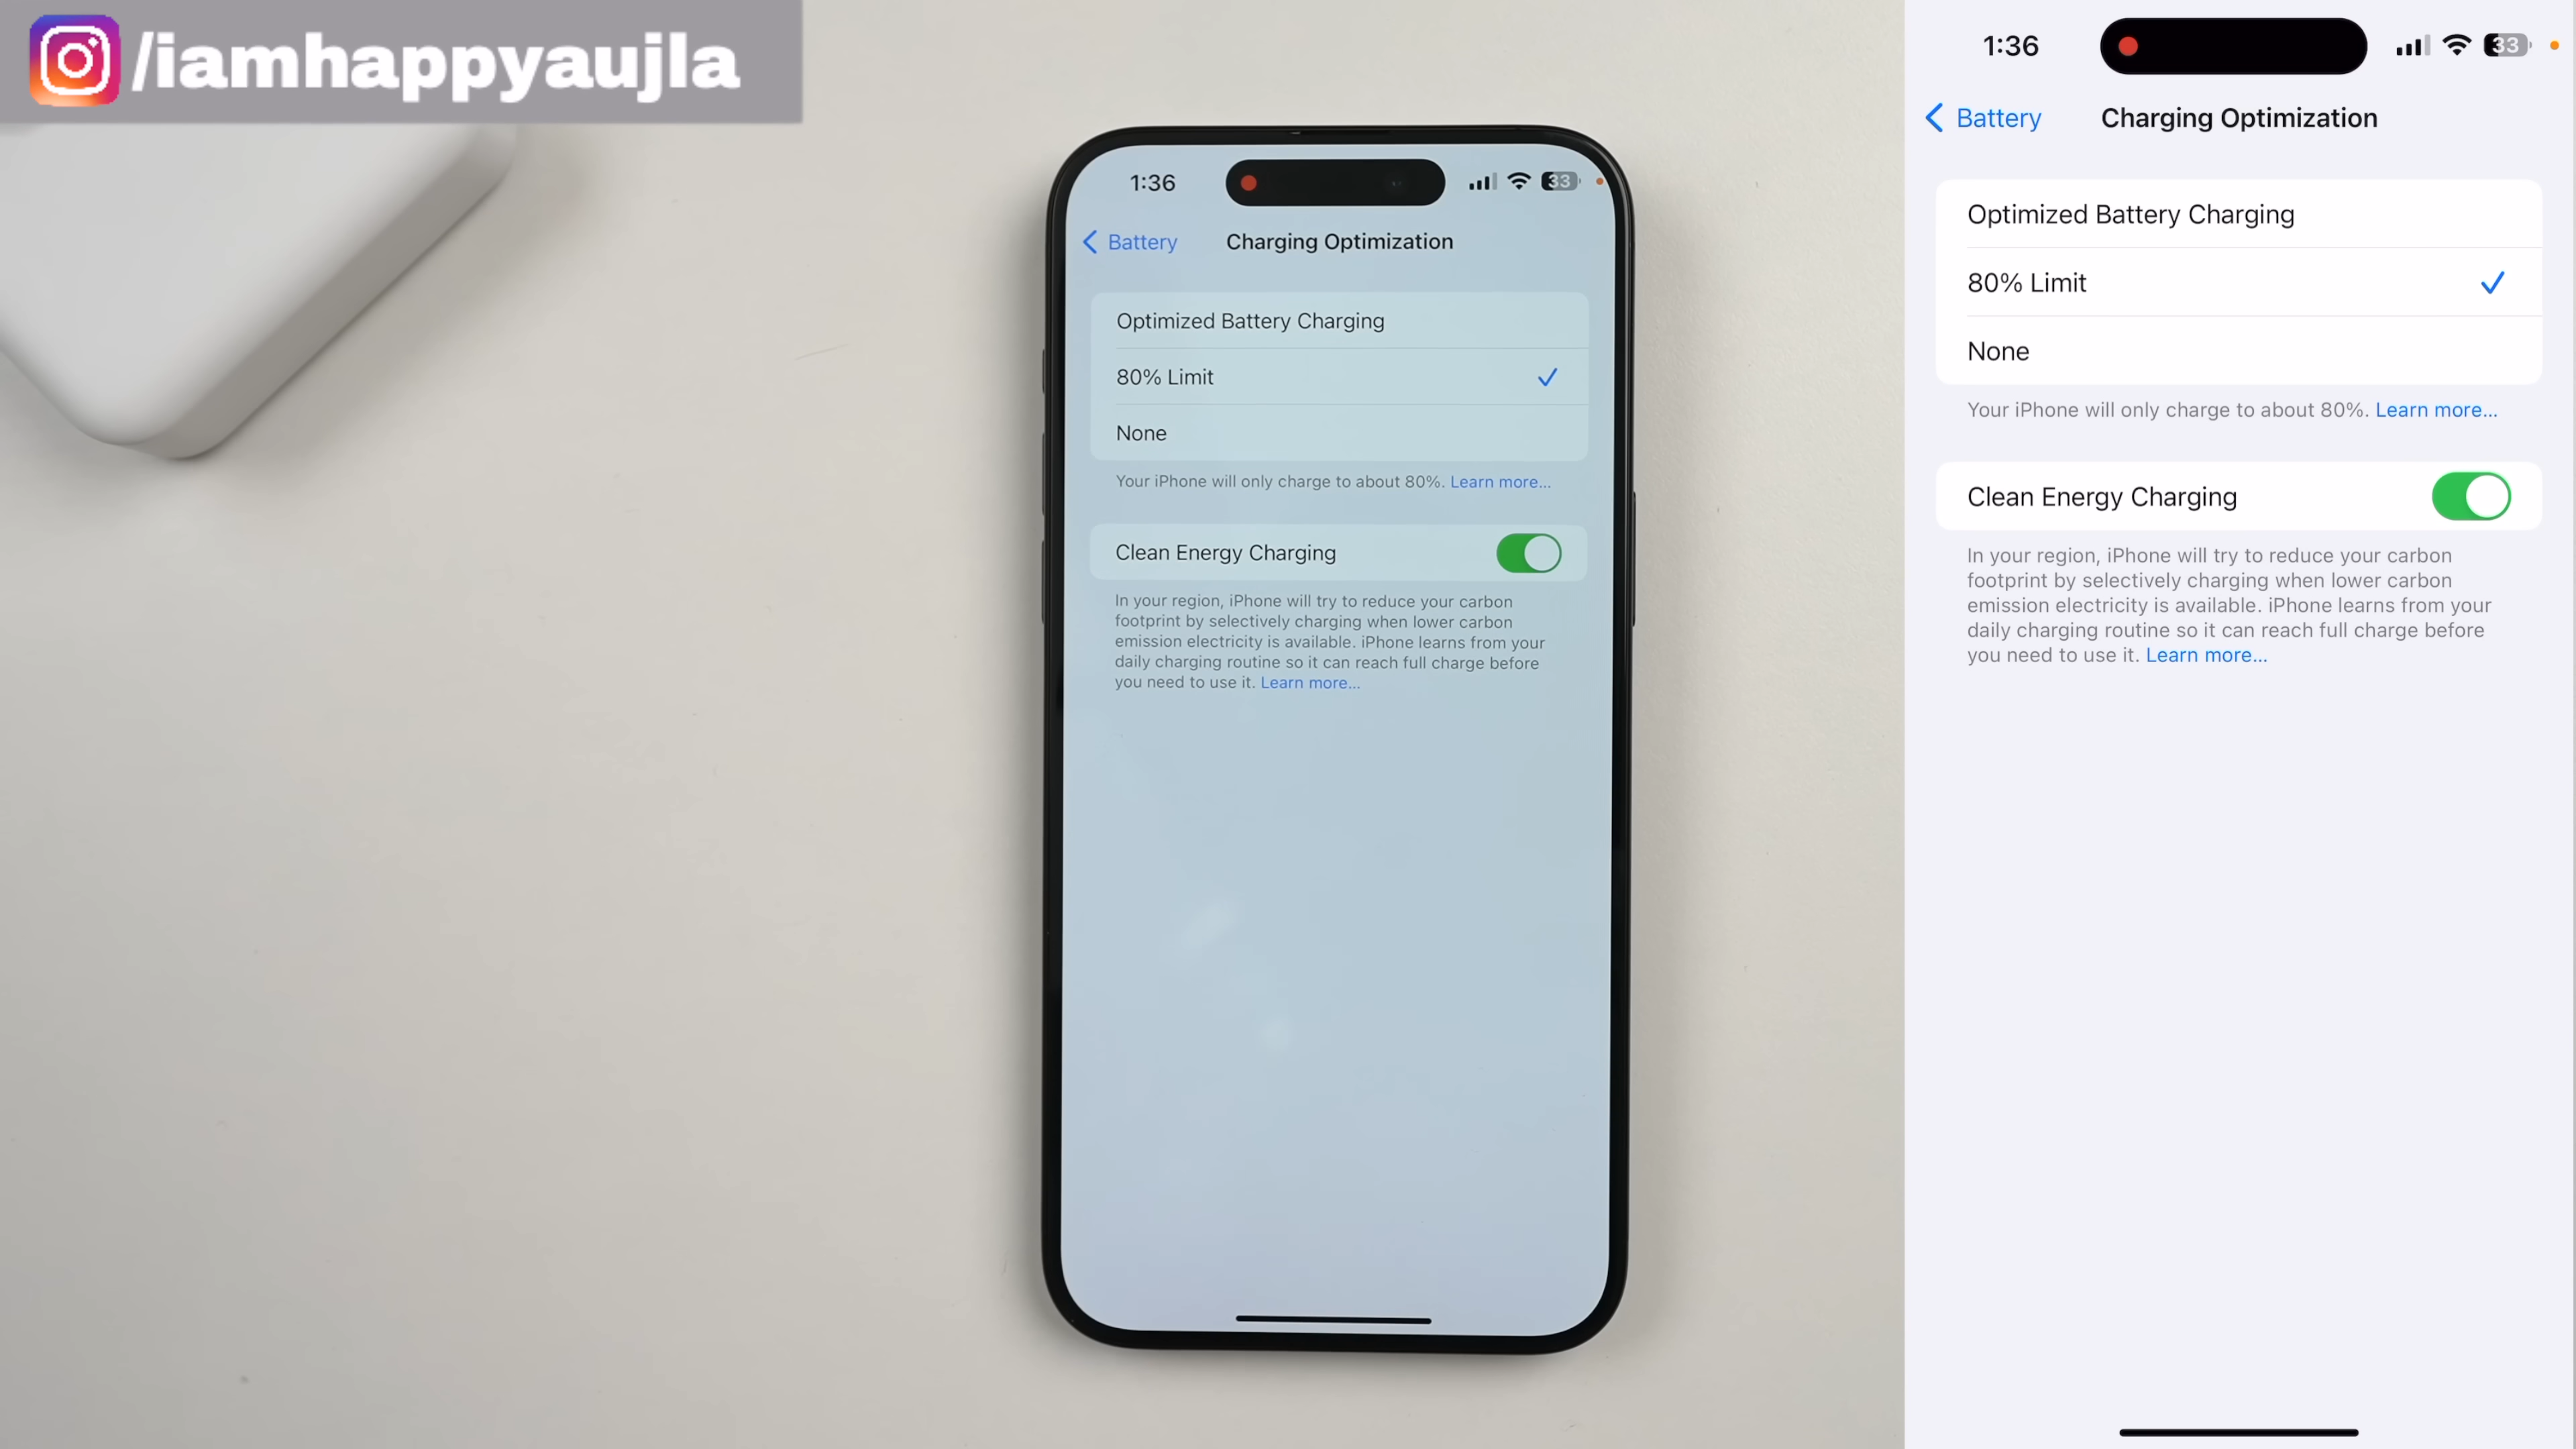 /iamhappyaujla
1:36
33
Battery
Charging Optimization
Optimized Battery Charging
80% Limit
None
Your iPhone will only charge to about 80%. Learn more...
Clean Energy Charging
In your region, iPhone will try to reduce your carbon
footprint by selectively charging when lower carbon
emission electricity is available. iPhone learns from your
daily charging routine so it can reach full charge before
you need to use it. Learn more...
1:36
33
Battery
Charging Optimization
Optimized Battery Charging
80% Limit
None
Your iPhone will only charge to about 80%. Learn more...
Clean Energy Charging
In your region, iPhone will try to reduce your carbon
footprint by selectively charging when lower carbon
emission electricity is available. iPhone learns from your
daily charging routine so it can reach full charge before
you need to use it. Learn more...